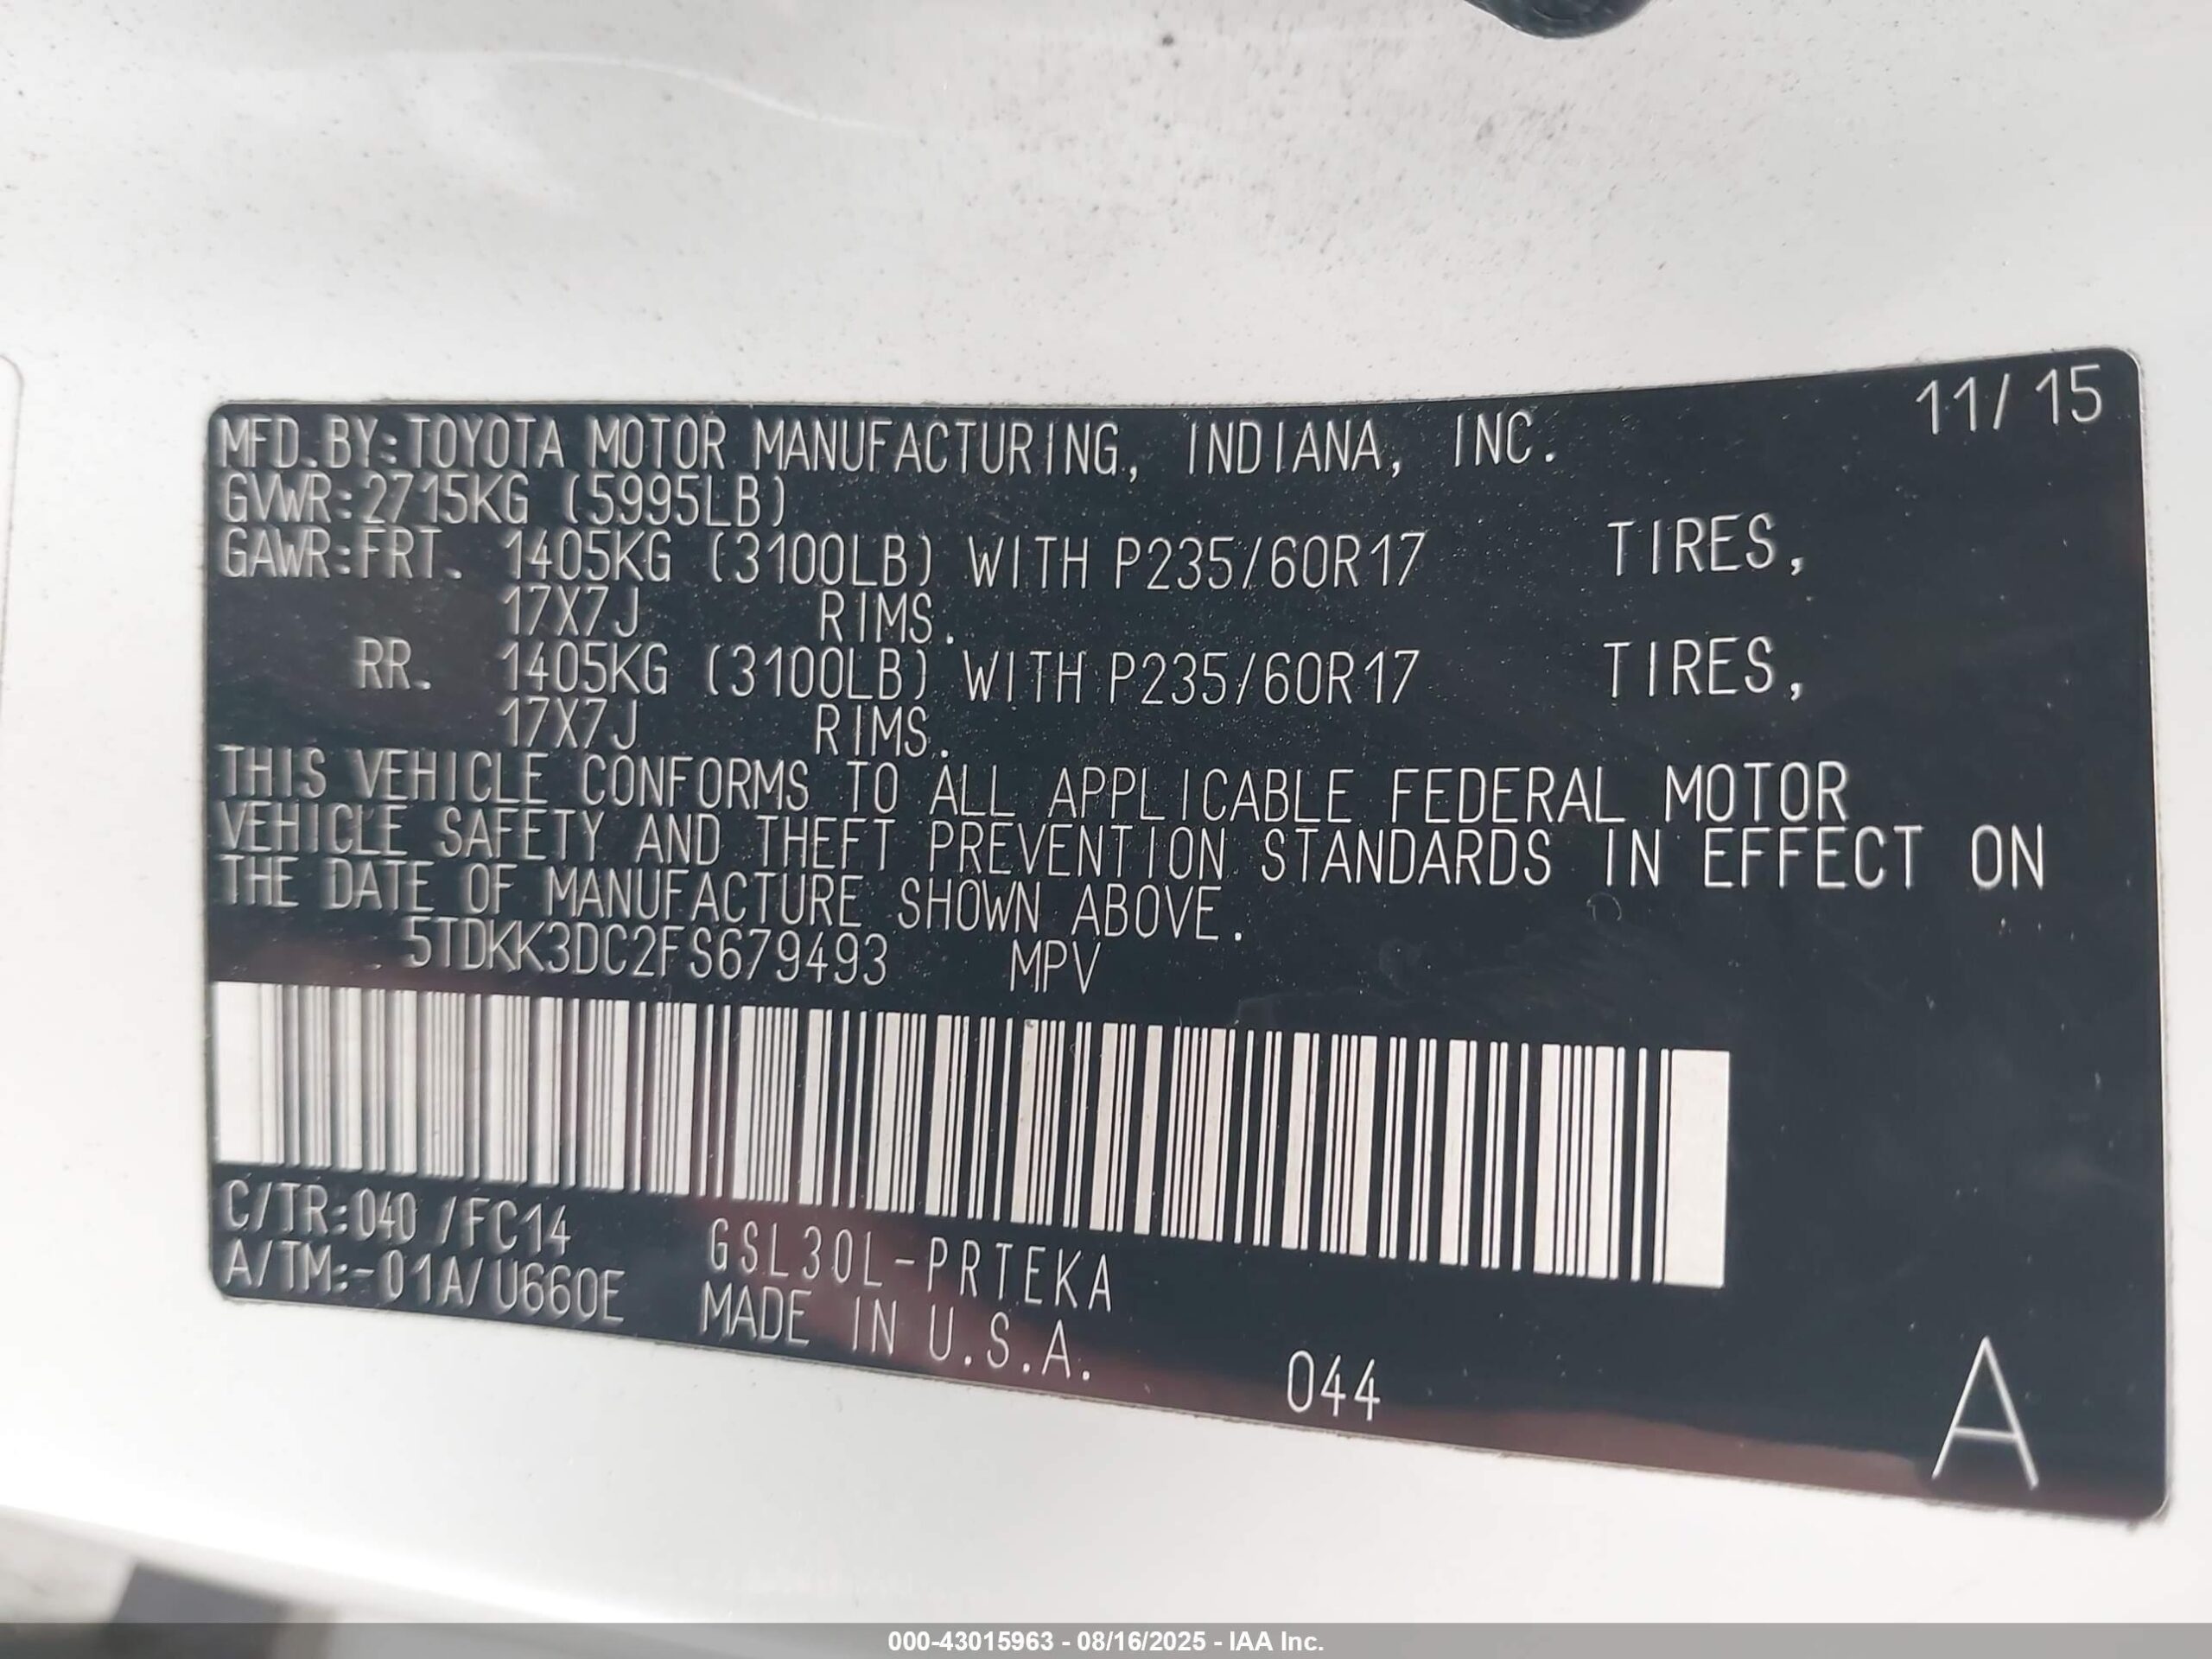 11/15
MFD.BY:TOYOTA MOTOR MANUFACTURING, INDIANA, INC.
GVWR:2715KG (5995LB)
GAWR:FRT. 1405KG (3100LB) WITH P235/60R17 TIRES,
17X7J RIMS.
RR. 1405KG (3100LB) WITH P235/60R17 TIRES,
17X7J RIMS.
THIS VEHICLE CONFORMS TO ALL APPLICABLE FEDERAL MOTOR
VEHICLE SAFETY AND THEFT PREVENTION STANDARDS IN EFFECT ON
THE DATE OF MANUFACTURE SHOWN ABOVE.
5TDKK3DC2FS679493 MPV
C/TR:040 /FC14 GSL30L-PRTEKA
A/TM:-01A/U660E MADE IN U.S.A.
044
A
000-43015963 - 08/16/2025 - IAA Inc.